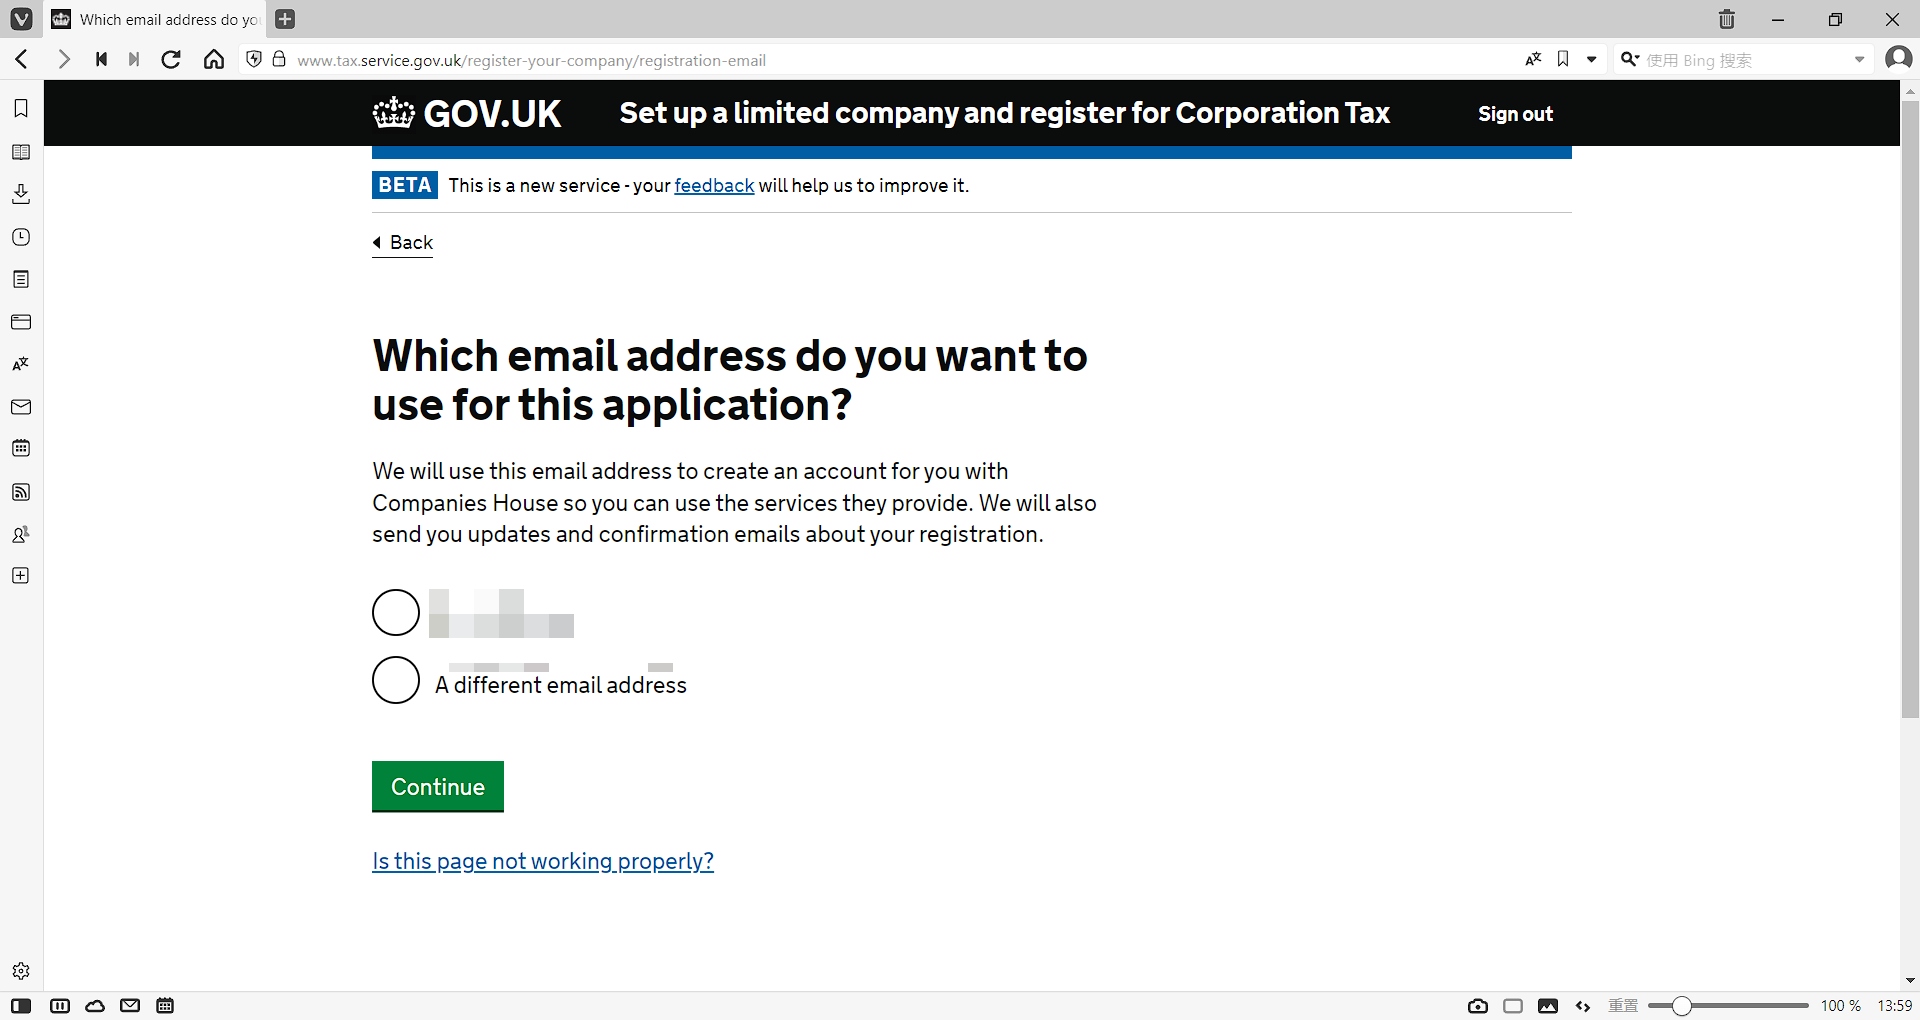 Which email address do yo
www.tax.service.gov.uk/register-your-company/registration-email
使用 Bing 搜索
GOV.UK
Set up a limited company and register for Corporation Tax
Sign out
BETA
This is a new service - your feedback will help us to improve it.
Back
Which email address do you want to
use for this application?
We will use this email address to create an account for you with
Companies House so you can use the services they provide. We will also
send you updates and confirmation emails about your registration.
A different email address
Continue
Is this page not working properly?
重置
100 %
13:59